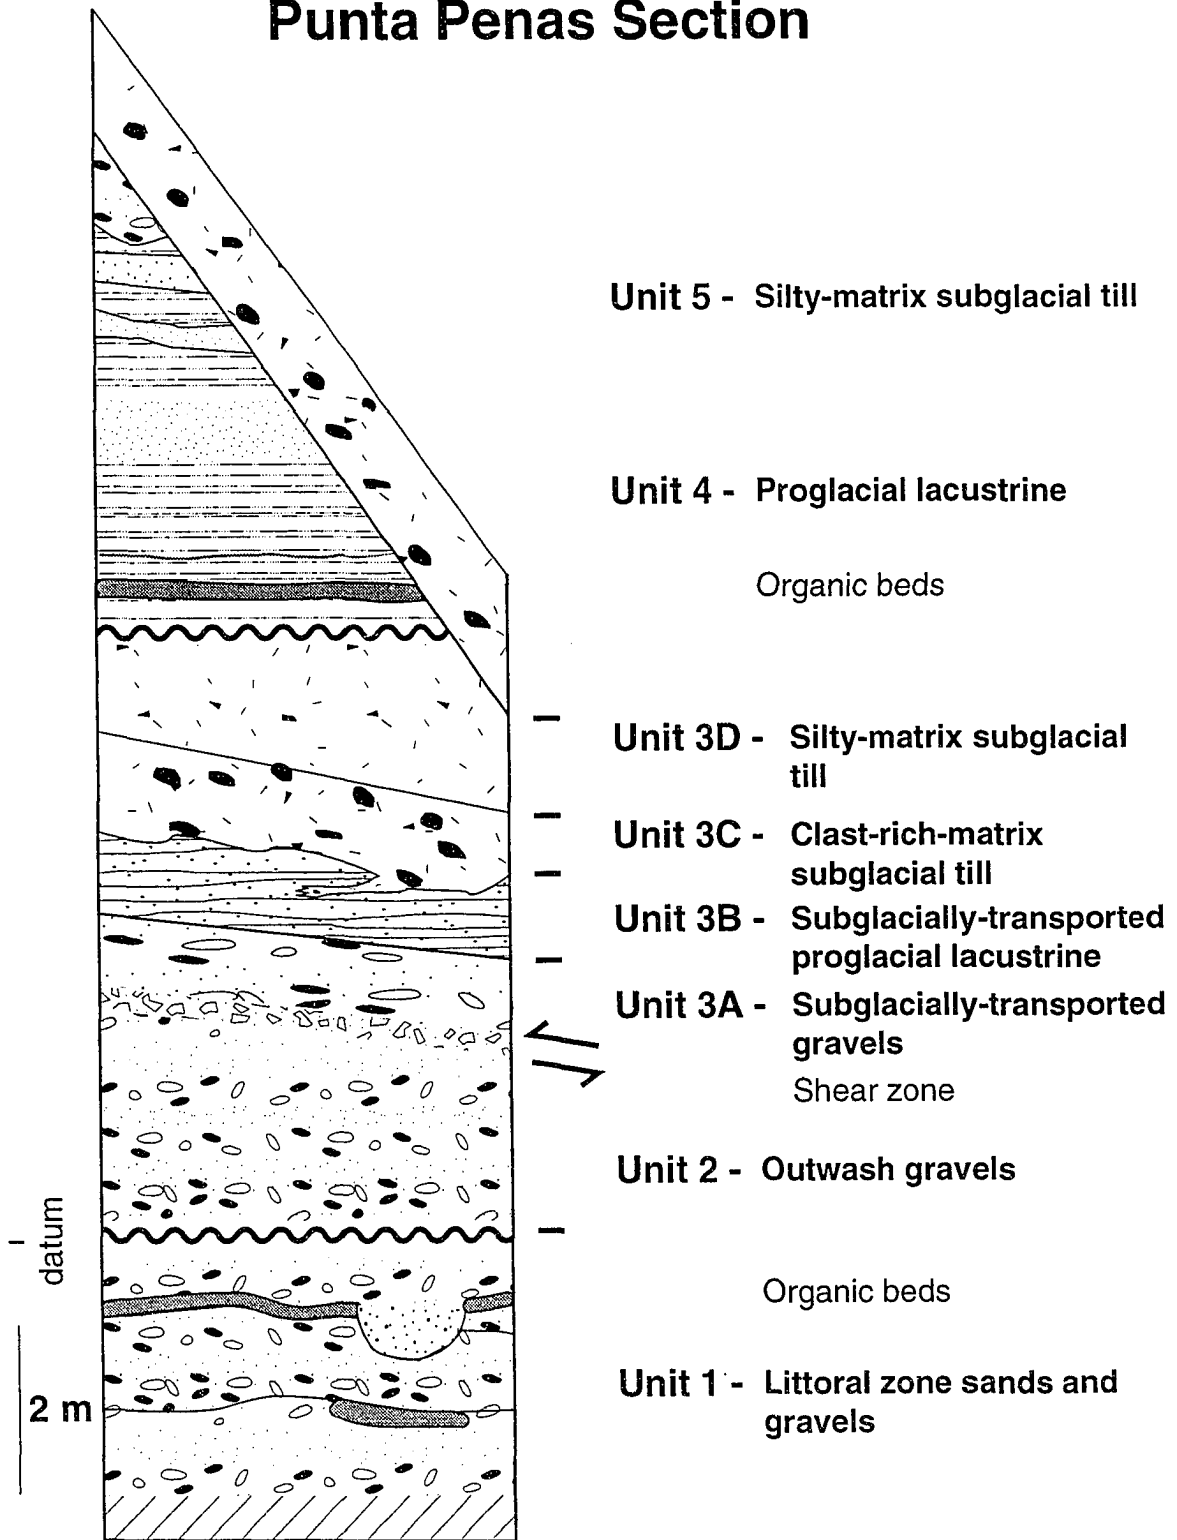 Punta Penas Section
Unit 5 - Silty-matrix subglacial till
Unit 4 - Proglacial lacustrine
Organic beds
Unit 3D - Silty-matrix subglacial
till
Unit 3C - Clast-rich-matrix
subglacial till
Unit 3B - Subglacially-transported
proglacial lacustrine
Unit 3A - Subglacially-transported
gravels
Shear zone
Unit 2 - Outwash gravels
datum
Organic beds
Unit 1 - Littoral zone sands and
gravels
2 m